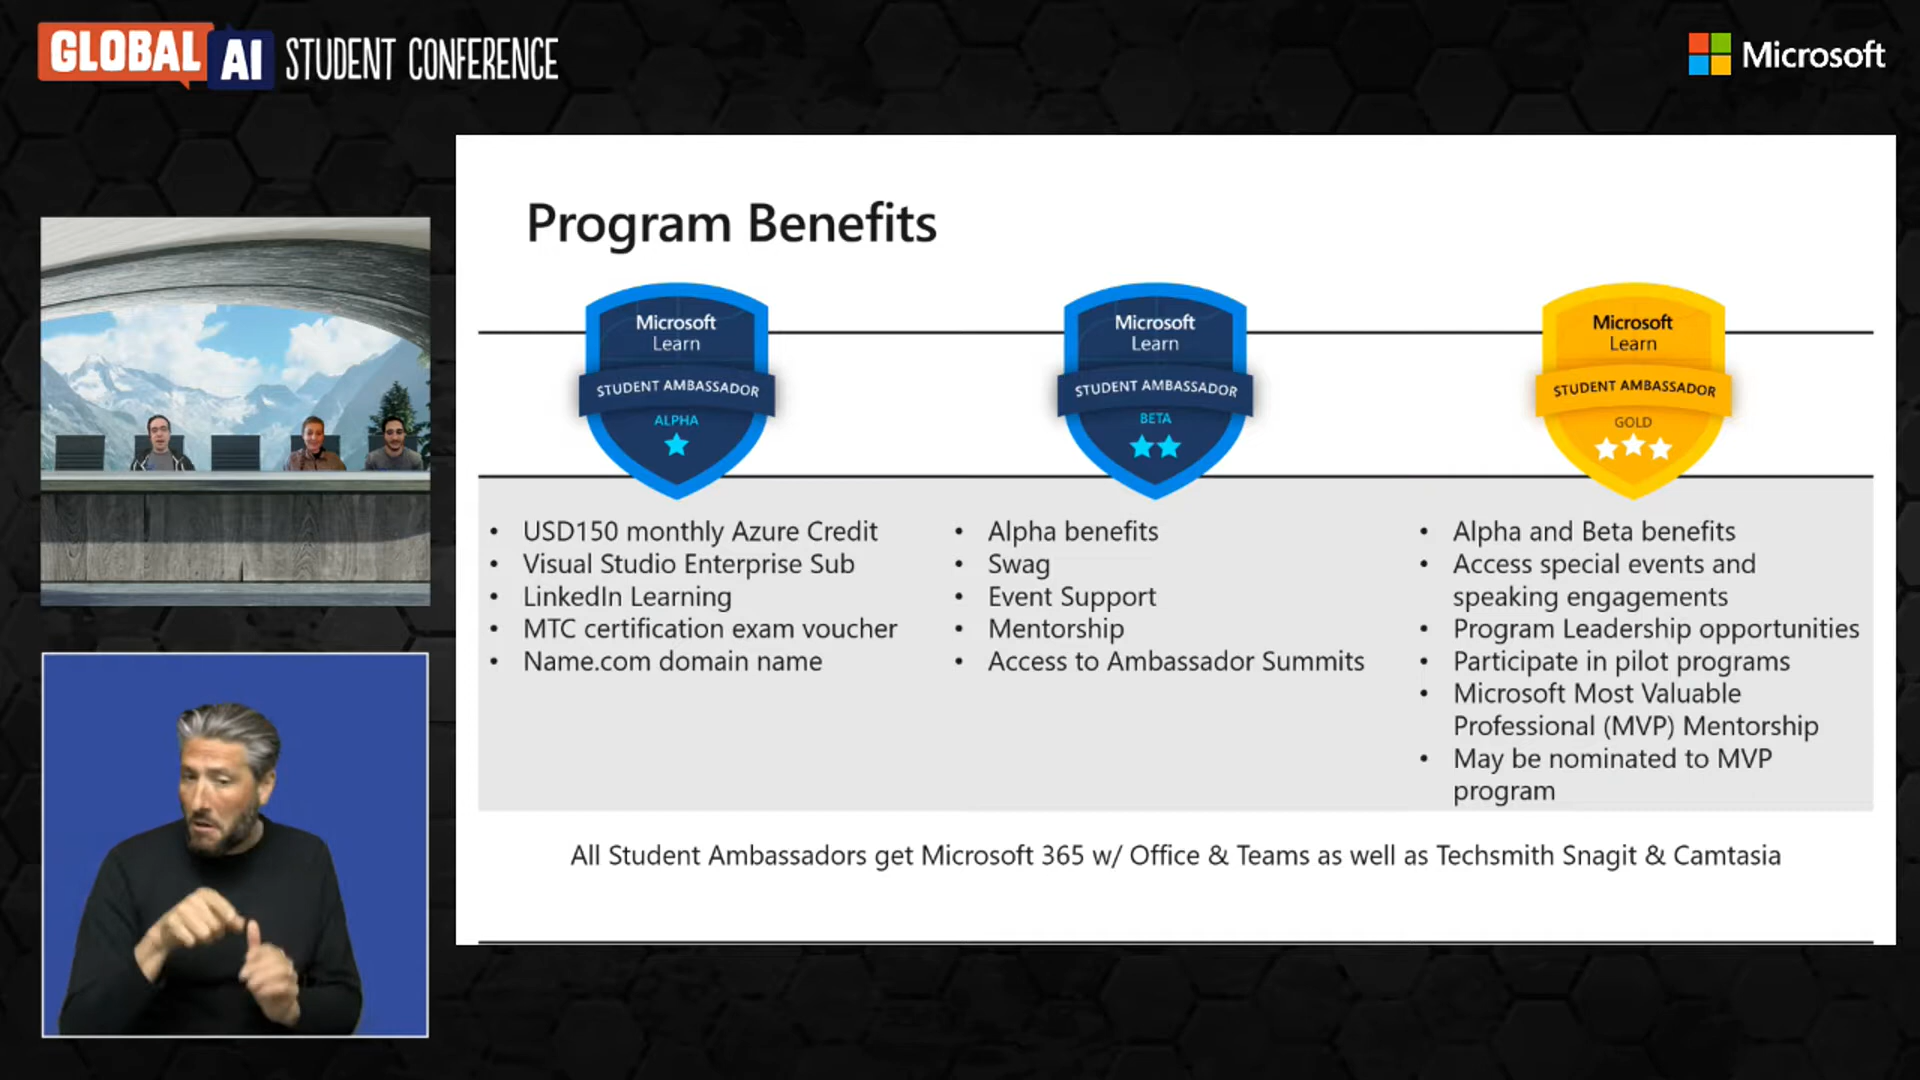 GLOBAL AI STUDENT CONFERENCE
Microsoft
Program Benefits
Microsoft
Learn
STUDENT AMBASSADOR
ALPHA
Microsoft
Learn
STUDENT AMBASSADOR
BETA
Microsoft
Learn
STUDENT AMBASSADOR
GOLD
• USD150 monthly Azure Credit
• Visual Studio Enterprise Sub
• LinkedIn Learning
• MTC certification exam voucher
• Name.com domain name
• Alpha benefits
• Swag
• Event Support
• Mentorship
• Access to Ambassador Summits
• Alpha and Beta benefits
• Access special events and
speaking engagements
• Program Leadership opportunities
• Participate in pilot programs
• Microsoft Most Valuable
Professional (MVP) Mentorship
• May be nominated to MVP
program
All Student Ambassadors get Microsoft 365 w/ Office & Teams as well as Techsmith Snagit & Camtasia